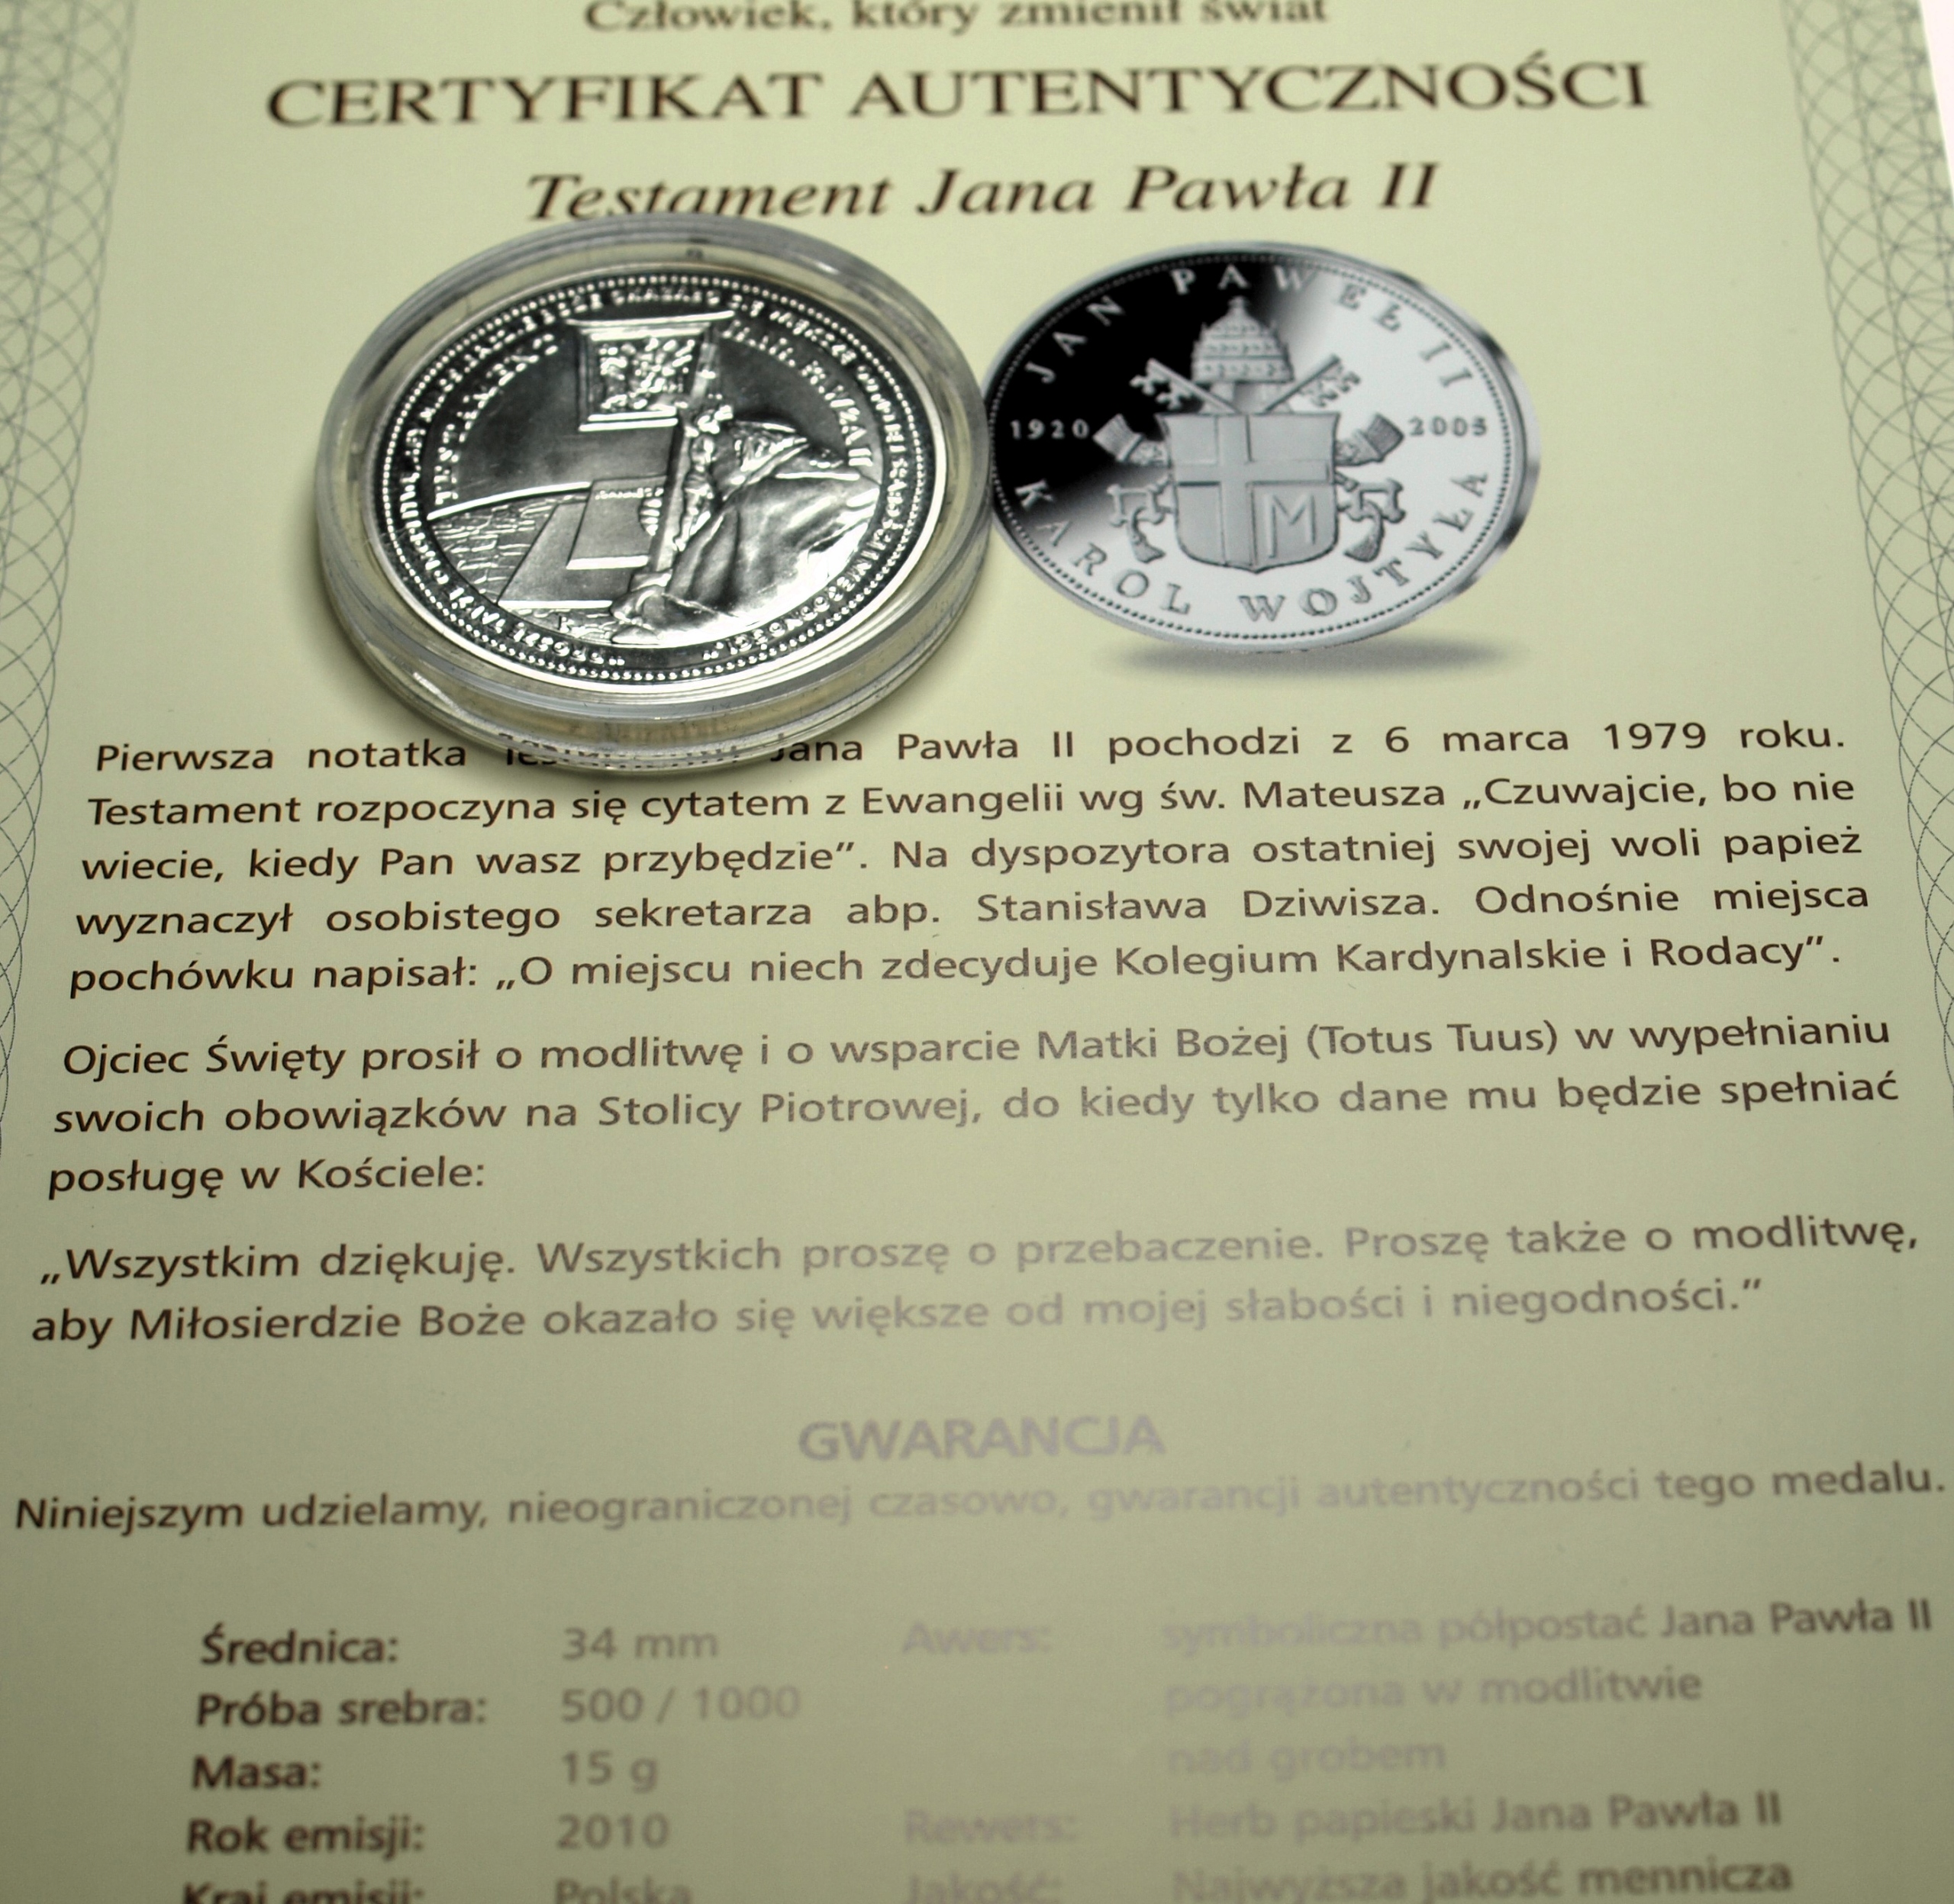 Człowiek, który zmienił świat
CERTYFIKAT AUTENTYCZNOŚCI
Testament Jana Pawła II
JAN PAWEŁ II
1920 2005
KAROL WOJTYŁA
M
Pierwsza notatka Jana Pawła II pochodzi z 6 marca 1979 roku.
Testament rozpoczyna się cytatem z Ewangelii wg św. Mateusza „Czuwajcie, bo nie
wiecie, kiedy Pan wasz przybędzie”. Na dyspozytora ostatniej swojej woli papież
wyznaczył osobistego sekretarza abp. Stanisława Dziwisza. Odnośnie miejsca
pochówku napisał: „O miejscu niech zdecyduje Kolegium Kardynalskie i Rodacy”.
Ojciec Święty prosił o modlitwę i o wsparcie Matki Bożej (Totus Tuus) w wypełnianiu
swoich obowiązków na Stolicy Piotrowej, do kiedy tylko dane mu będzie spełniać
posługę w Kościele:
„Wszystkim dziękuję. Wszystkich proszę o przebaczenie. Proszę także o modlitwę,
aby Miłosierdzie Boże okazało się większe od mojej słabości i niegodności.”
GWARANCJA
Niniejszym udzielamy, nieograniczonej czasowo, gwarancji autentyczności tego medalu.
Średnica: 34 mm Awers: symboliczna półpostać Jana Pawła II
Próba srebra: 500 / 1000 pogrążona w modlitwie
Masa: 15 g nad grobem
Rok emisji: 2010 Rewers: Herb papieski Jana Pawła II
Kraj emisji: Polska Jakość: Najwyższa jakość mennicza